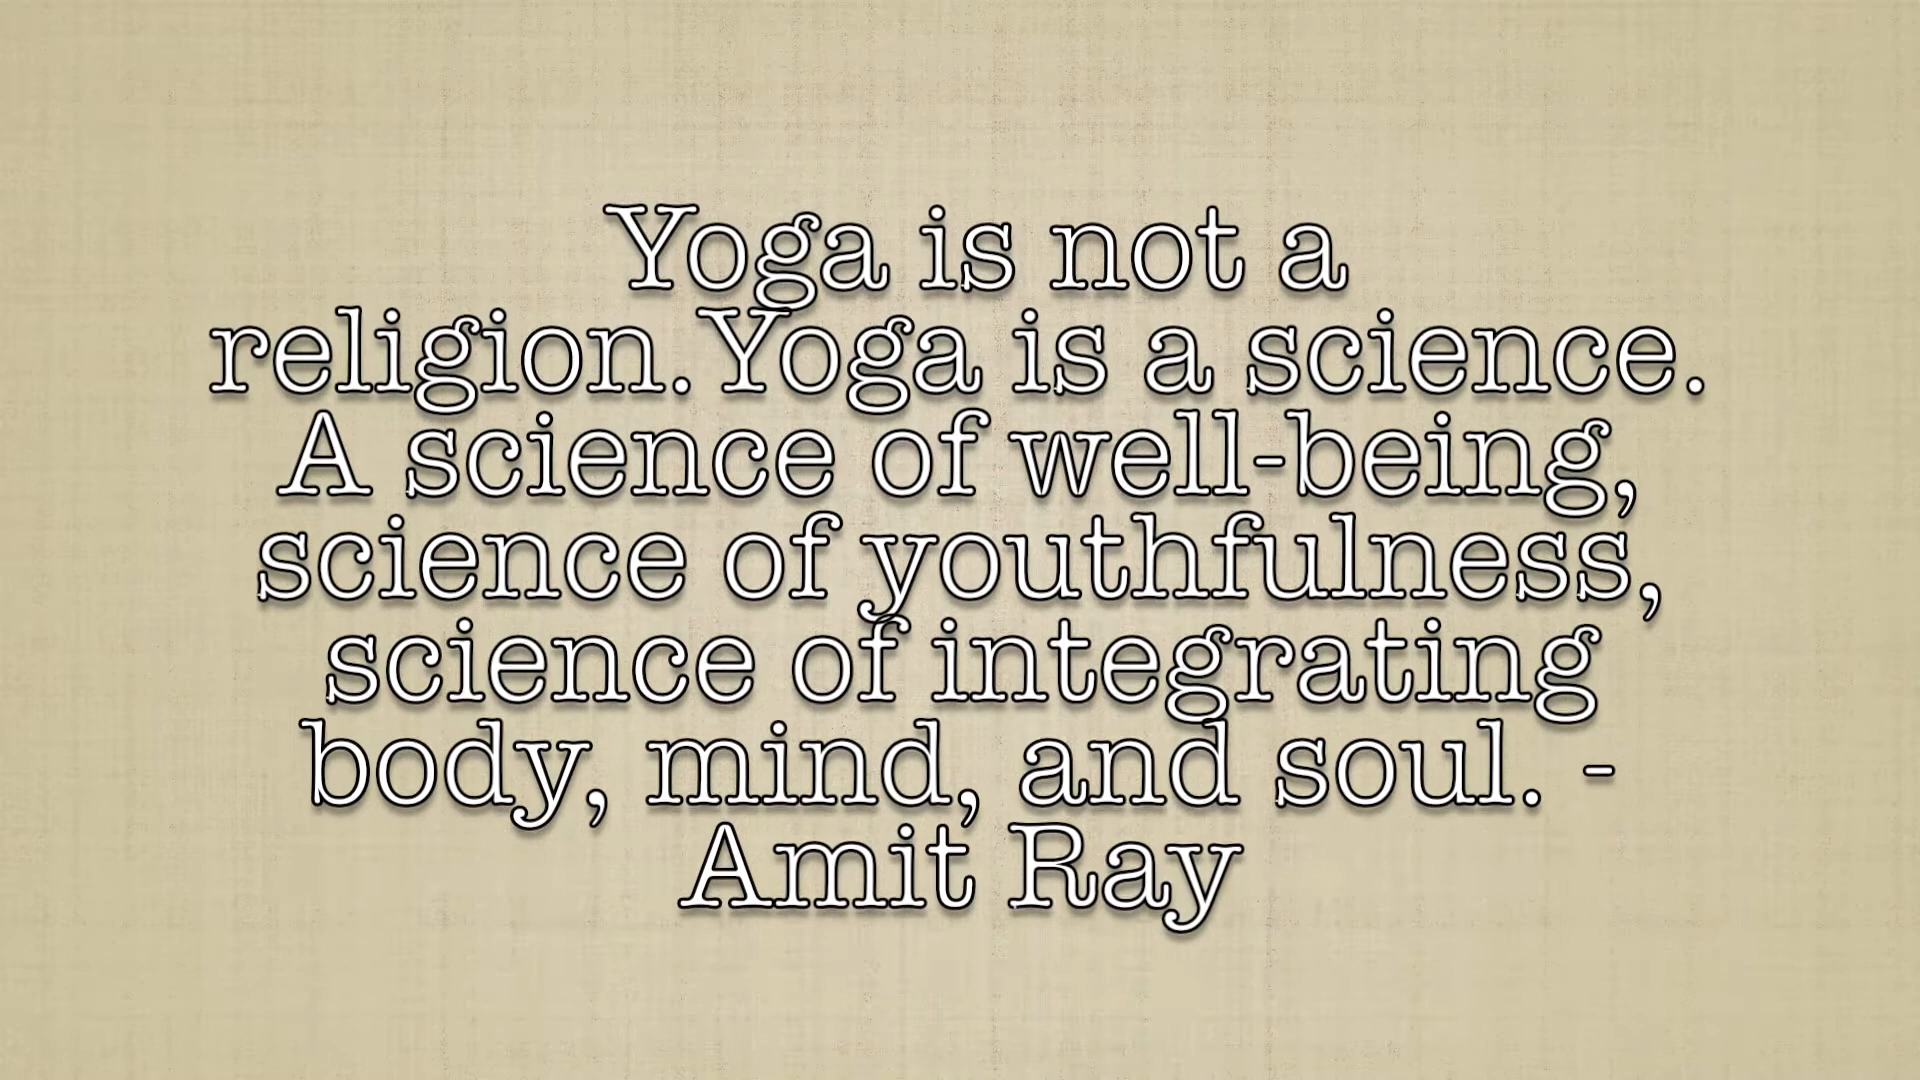 Yoga is not a
religion. Yoga is a science.
A science of well-being,
science of youthfulness,
science of integrating
body, mind, and soul. -
Amit Ray